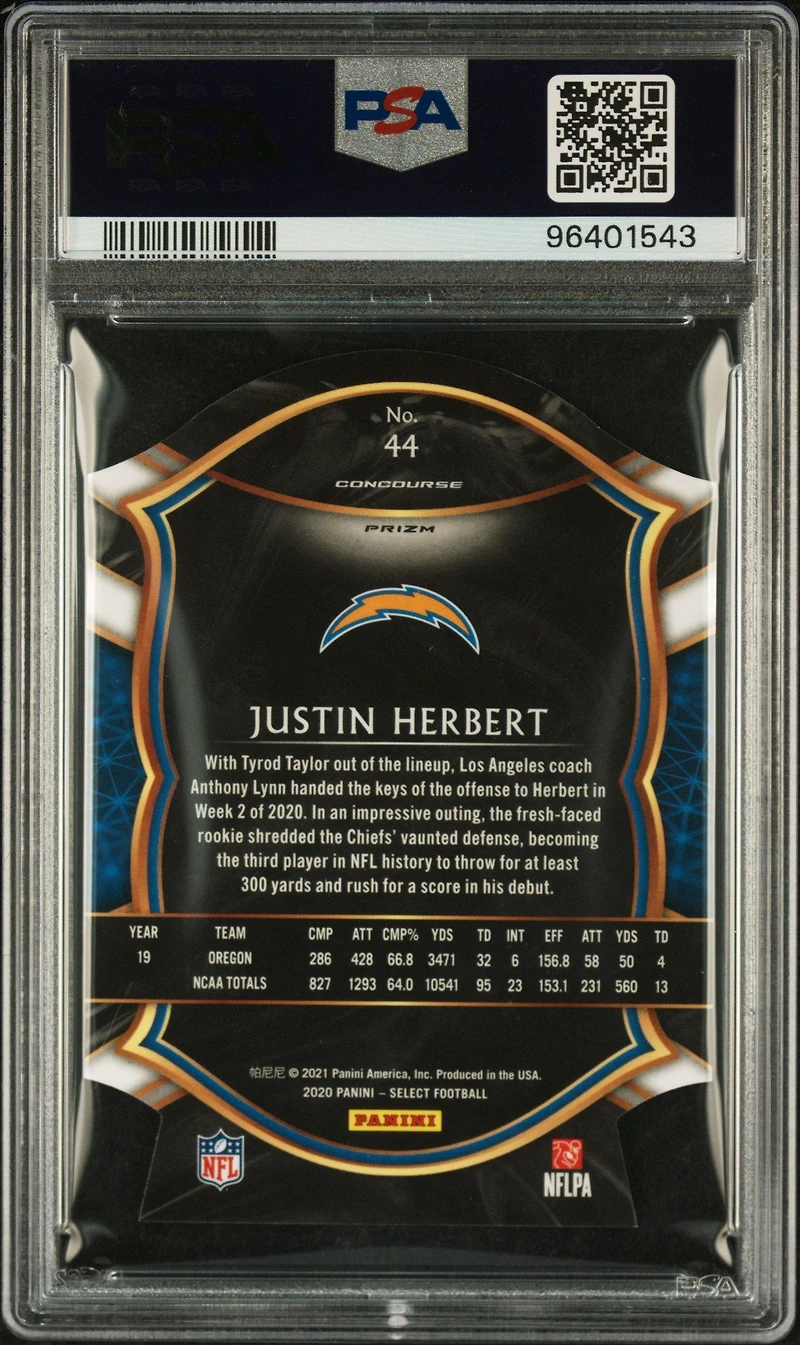 PSA
96401543
No.
44
CONCOURSE
PRIZM
JUSTIN HERBERT
With Tyrod Taylor out of the lineup, Los Angeles coach
Anthony Lynn handed the keys of the offense to Herbert in
Week 2 of 2020. In an impressive outing, the fresh-faced
rookie shredded the Chiefs' vaunted defense, becoming
the third player in NFL history to throw for at least
300 yards and rush for a score in his debut.
YEAR TEAM CMP ATT CMP% YDS TD INT EFF ATT YDS TD
19 OREGON 286 428 66.8 3471 32 6 156.8 58 50 4
NCAA TOTALS 827 1293 64.0 10541 95 23 153.1 231 560 13
帕尼尼 © 2021 Panini America, Inc. Produced in the USA.
2020 PANINI – SELECT FOOTBALL
PANINI
NFL
NFLPA
PSA